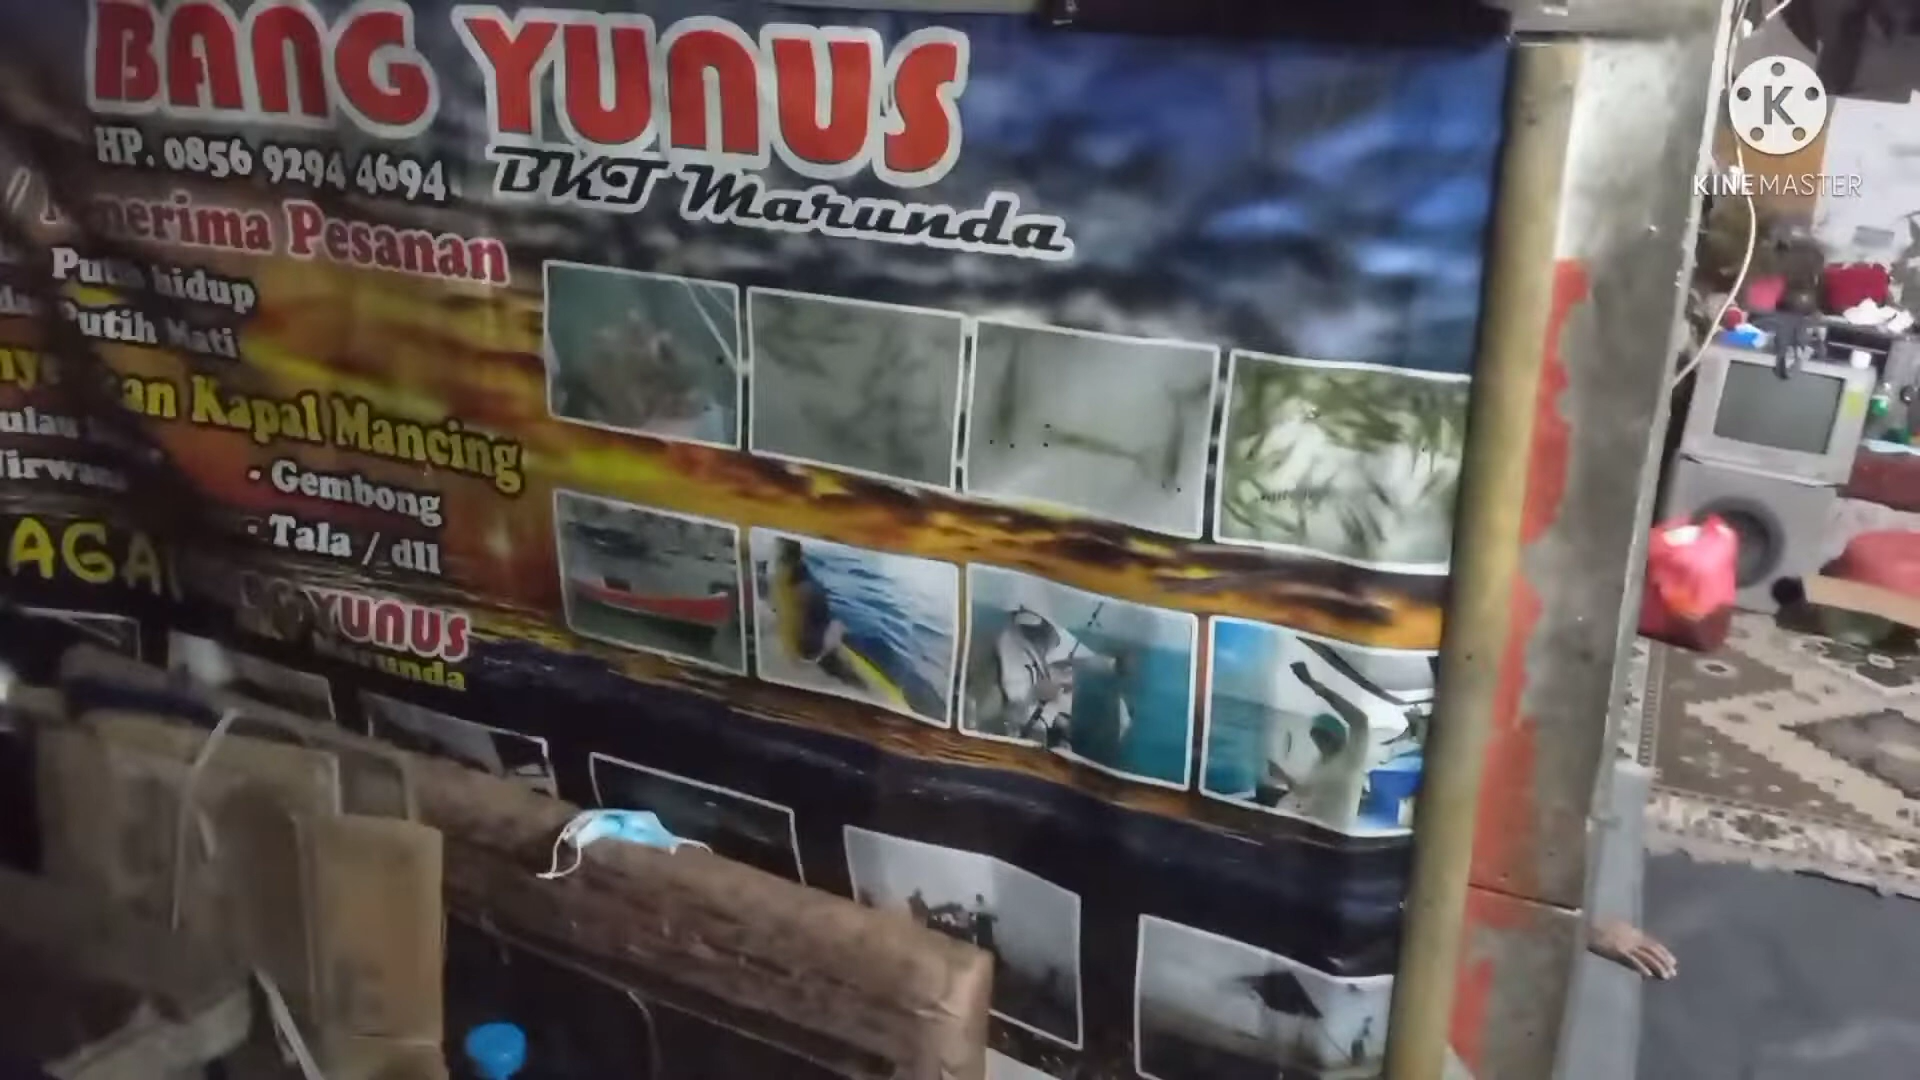 BANG YUNUS
HP. 0856 9294 4694
BKT Marunda
Pesanan
hidup
Putih Mati
Kapal Mancing
- Gembong
- Tala / dll
YUNUS
K
KINEMASTER